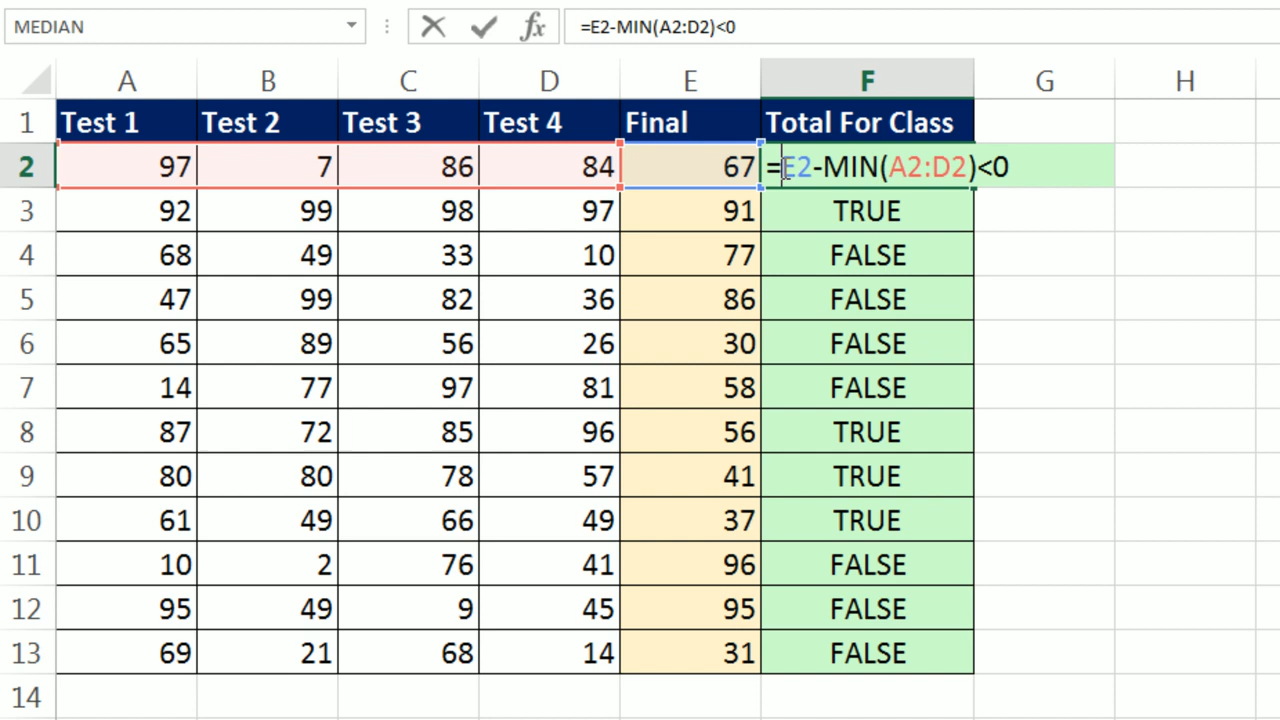 MEDIAN =E2-MIN(A2:D2)<0
A B C D E F G H
1 Test 1 Test 2 Test 3 Test 4 Final Total For Class
2 97 7 86 84 67 =E2-MIN(A2:D2)<0
3 92 99 98 97 91 TRUE
4 68 49 33 10 77 FALSE
5 47 99 82 36 86 FALSE
6 65 89 56 26 30 FALSE
7 14 77 97 81 58 FALSE
8 87 72 85 96 56 TRUE
9 80 80 78 57 41 TRUE
10 61 49 66 49 37 TRUE
11 10 2 76 41 96 FALSE
12 95 49 9 45 95 FALSE
13 69 21 68 14 31 FALSE
14